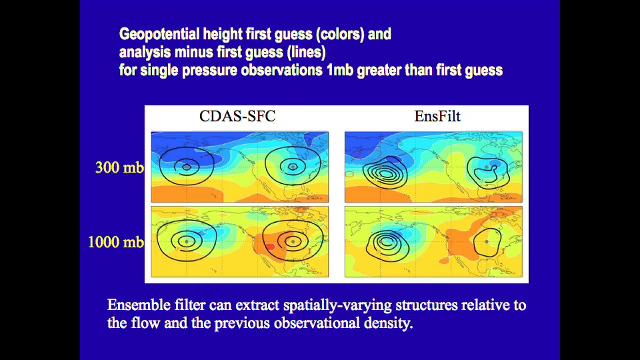 Geopotential height first guess (colors) and
analysis minus first guess (lines)
for single pressure observations 1mb greater than first guess
CDAS-SFC EnsFilt
300 mb
1000 mb
Ensemble filter can extract spatially-varying structures relative to
the flow and the previous observational density.